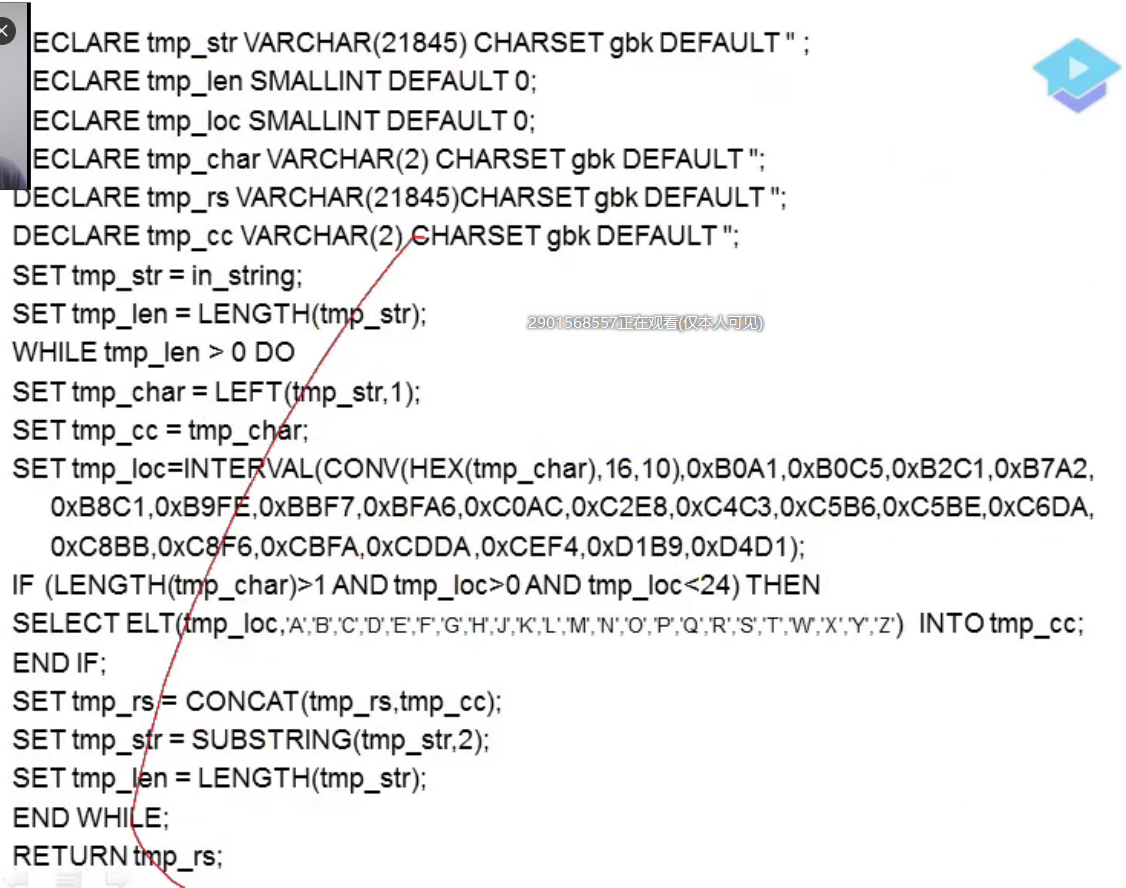 ECLARE tmp_str VARCHAR(21845) CHARSET gbk DEFAULT '' ;
ECLARE tmp_len SMALLINT DEFAULT 0;
ECLARE tmp_loc SMALLINT DEFAULT 0;
ECLARE tmp_char VARCHAR(2) CHARSET gbk DEFAULT '';
DECLARE tmp_rs VARCHAR(21845)CHARSET gbk DEFAULT '';
DECLARE tmp_cc VARCHAR(2) CHARSET gbk DEFAULT '';
SET tmp_str = in_string;
SET tmp_len = LENGTH(tmp_str);
2901568557正在观看(仅本人可见)
WHILE tmp_len > 0 DO
SET tmp_char = LEFT(tmp_str,1);
SET tmp_cc = tmp_char;
SET tmp_loc=INTERVAL(CONV(HEX(tmp_char),16,10),0xB0A1,0xB0C5,0xB2C1,0xB7A2,
0xB8C1,0xB9FE,0xBBF7,0xBFA6,0xC0AC,0xC2E8,0xC4C3,0xC5B6,0xC5BE,0xC6DA,
0xC8BB,0xC8F6,0xCBFA,0xCDDA,0xCEF4,0xD1B9,0xD4D1);
IF (LENGTH(tmp_char)>1 AND tmp_loc>0 AND tmp_loc<24) THEN
SELECT ELT(tmp_loc,'A','B','C','D','E','F','G','H','J','K','L','M','N','O','P','Q','R','S','T','W','X','Y','Z') INTO tmp_cc;
END IF;
SET tmp_rs = CONCAT(tmp_rs,tmp_cc);
SET tmp_str = SUBSTRING(tmp_str,2);
SET tmp_len = LENGTH(tmp_str);
END WHILE;
RETURN tmp_rs;